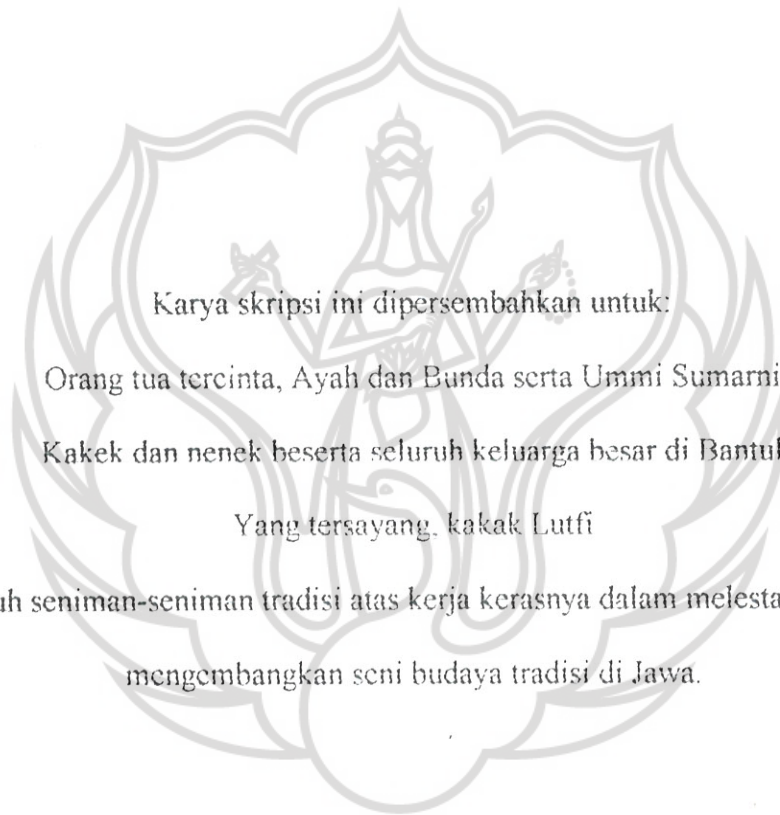 Karya skripsi ini dipersembahkan untuk:
Orang tua tercinta, Ayah dan Bunda serta Ummi Sumarni
Kakek dan nenek beserta seluruh keluarga besar di Bantul
Yang tersayang, kakak Lutfi
seniman-seniman tradisi atas kerja kerasnya dalam
mengembangkan seni budaya tradisi di Jawa.